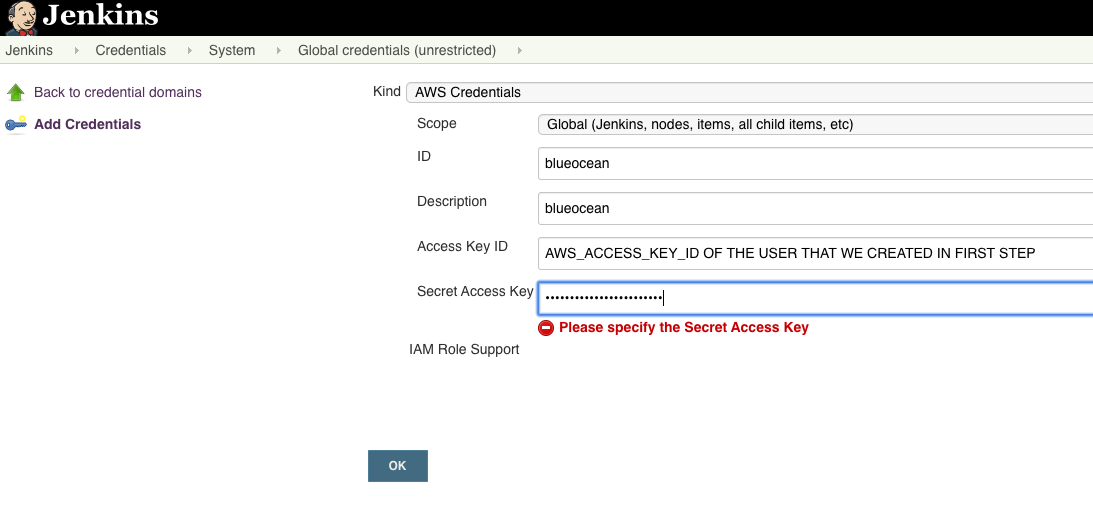 Jenkins
Jenkins Credentials System Global credentials (unrestricted)
Back to credential domains
Add Credentials
Kind AWS Credentials
Scope Global (Jenkins, nodes, items, all child items, etc)
ID blueocean
Description blueocean
Access Key ID AWS_ACCESS_KEY_ID OF THE USER THAT WE CREATED IN FIRST STEP
Secret Access Key ••••••••••••••••••••••••
Please specify the Secret Access Key
IAM Role Support
OK